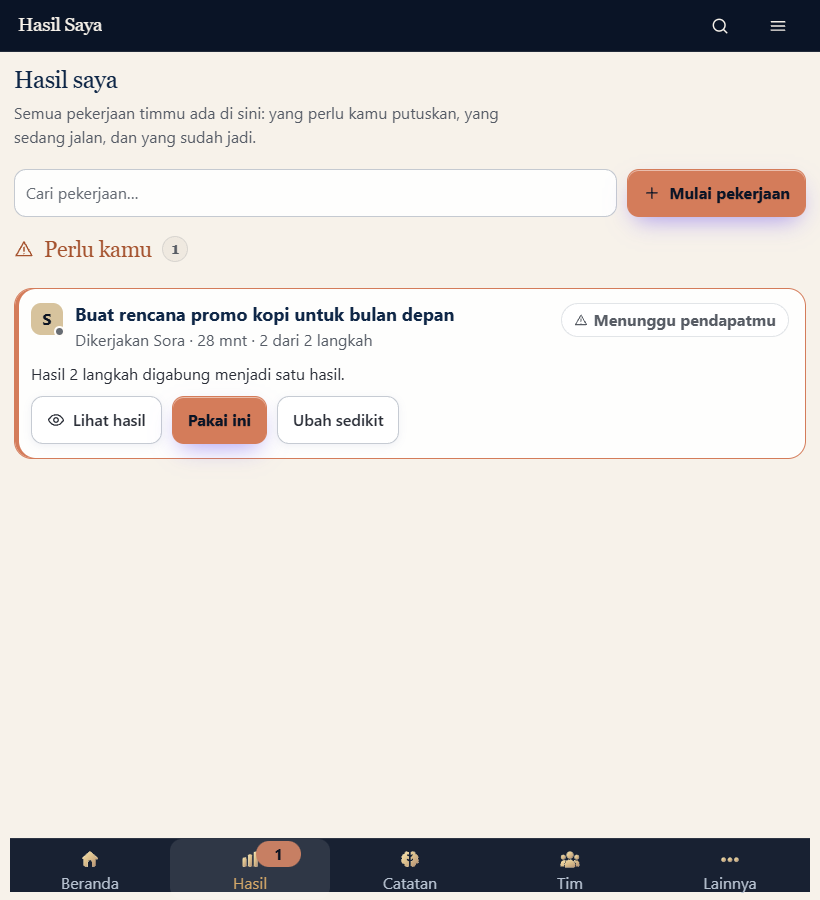 Hasil Saya
Hasil saya
Semua pekerjaan timmu ada di sini: yang perlu kamu putuskan, yang
sedang jalan, dan yang sudah jadi.
Cari pekerjaan...
Mulai pekerjaan
Perlu kamu 1
S
Buat rencana promo kopi untuk bulan depan
Menunggu pendapatmu
Dikerjakan Sora · 28 mnt · 2 dari 2 langkah
Hasil 2 langkah digabung menjadi satu hasil.
Lihat hasil
Pakai ini
Ubah sedikit
1
Beranda
Hasil
Catatan
Tim
Lainnya